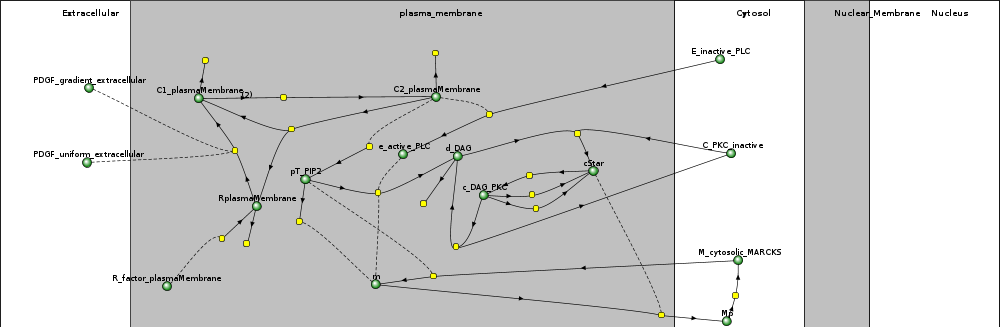 Extracellular
plasma_membrane
Cytosol
Nuclear_Membrane
Nucleus
E_inactive_PLC
PDGF_gradient_extracellular
C1_plasmaMembrane
(2)
C2_plasmaMembrane
PDGF_uniform_extracellular
e_active_PLC
d_DAG
C_PKC_inactive
pT_PIP2
cStar
c_DAG_PKC
RplasmaMembrane
R_factor_plasmaMembrane
m
M_cytosolic_MARCKS
Mp